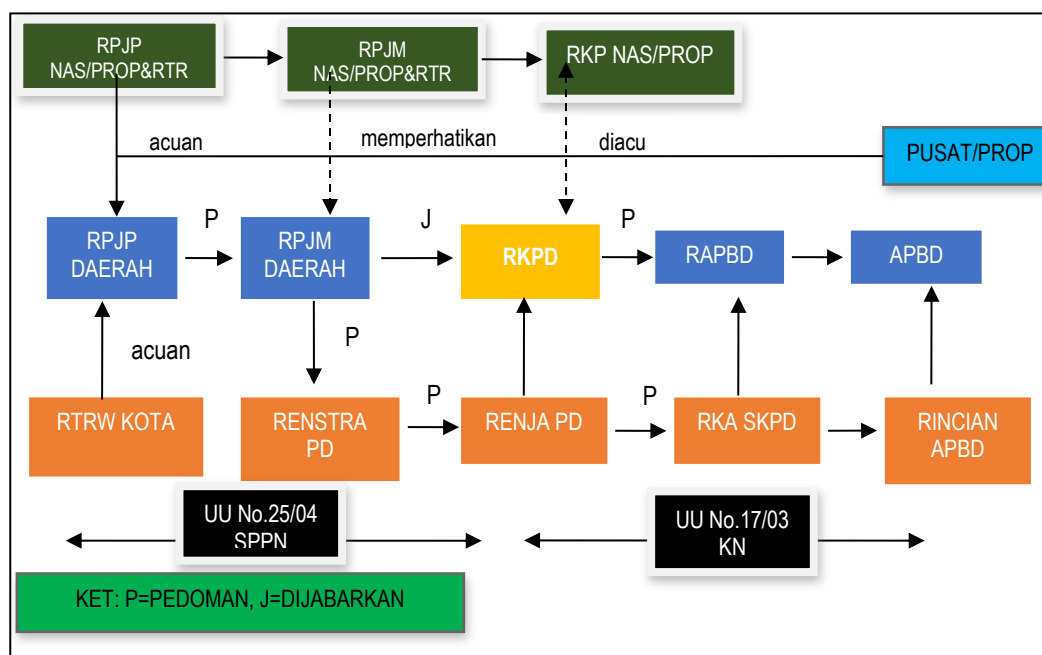 RPJP
NAS/PROP&RTR
RPJM
NAS/PROP&RTR
RKP NAS/PROP
acuan
memperhatikan
diacu
PUSAT/PROP
RPJP
DAERAH
P
RPJM
DAERAH
J
RKPD
P
RAPBD
APBD
acuan
P
RTRW KOTA
RENSTRA
PD
P
RENJA PD
P
RKA SKPD
RINCIAN
APBD
UU No.25/04
SPPN
UU No.17/03
KN
KET: P=PEDOMAN, J=DIJABARKAN